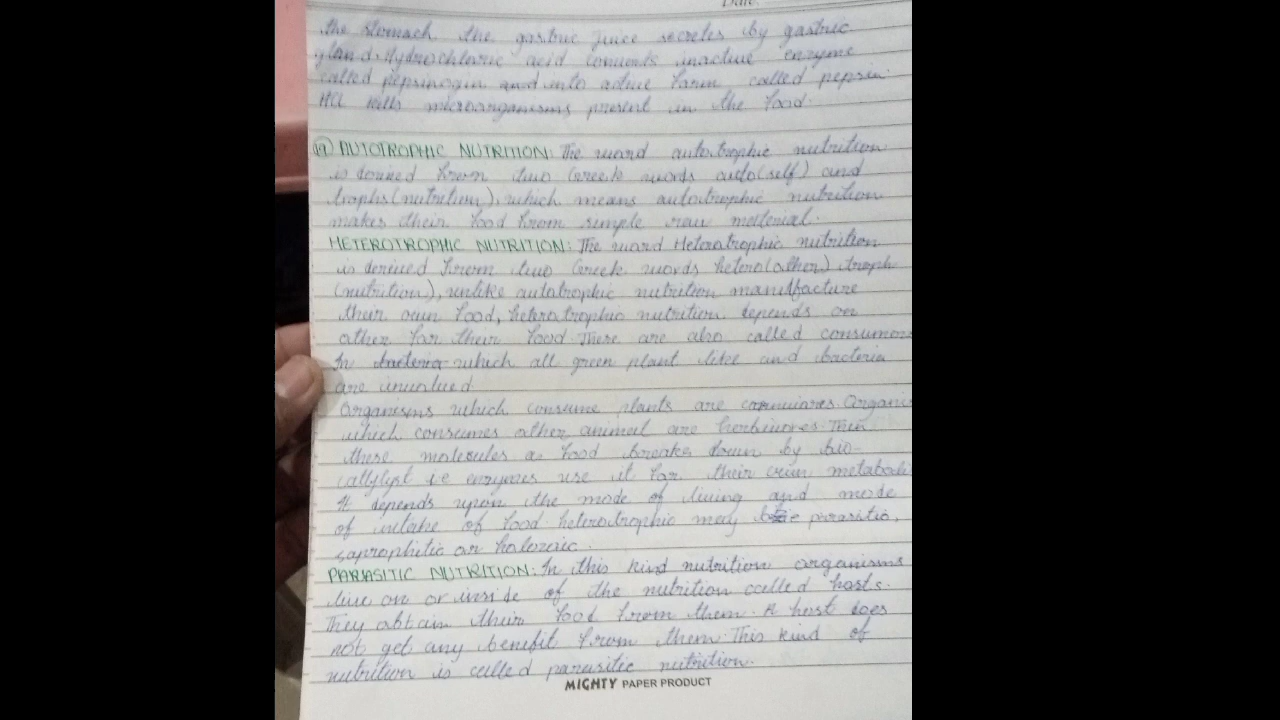 Date
the stomach the gastric juice secretes by gastric
gland. Hydrochloric acid converts inactive enzyme
called pepsinogin and into active form called pepsin
HCl kills microorganisms present in the food.
AUTOTROPHIC NUTRITION: The word autotrophic nutrition
is derived from two Greek words auto(self) and
trophs(nutrition), which means autotrophic nutrition
makes their food from simple raw material.
HETEROTROPHIC NUTRITION: The word Heterotrophic nutrition
is derived from two Greek words hetero(other) troph
(nutrition), unlike autotrophic nutrition manufacture
their own food, heterotrophic nutrition depends on
other for their food. These are also called consumers
In bacteria which all green plant like and bacteria
are involved
Organisms which consume plants are carnivores. Organis
which consumes other animal are herbivores. Then
these molecules as food breakes down by bio-
catlylyst i.e enzymes use it for their own metaboli
It depends upon the mode of living and mode
of intake of food heterotrophic may be parasitic,
saprophitic or holozoic.
PARASITIC NUTRITION: In this kind nutrition organisms
live on or inside of the nutrition called hosts.
They obtain their food from them. A host does
not get any benefit from them. This kind of
nutrition is called parasitic nutrition.
MIGHTY PAPER PRODUCT